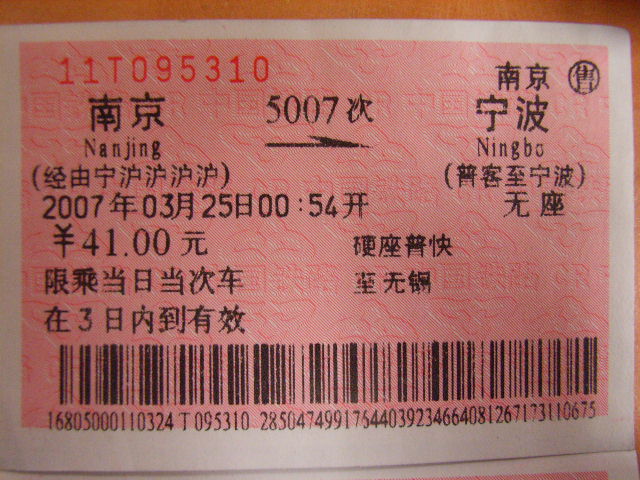 11T095310
南京 售
南京 5007次 宁波
Nanjing Ningbo
(经由宁沪沪沪沪) (普客至宁波)
2007年03月25日00:54开 无座
￥41.00元 硬座普快
限乘当日当次车 至无锡
在3日内到有效
16805000110324 T 095310 28504749917644039234664081267173110675